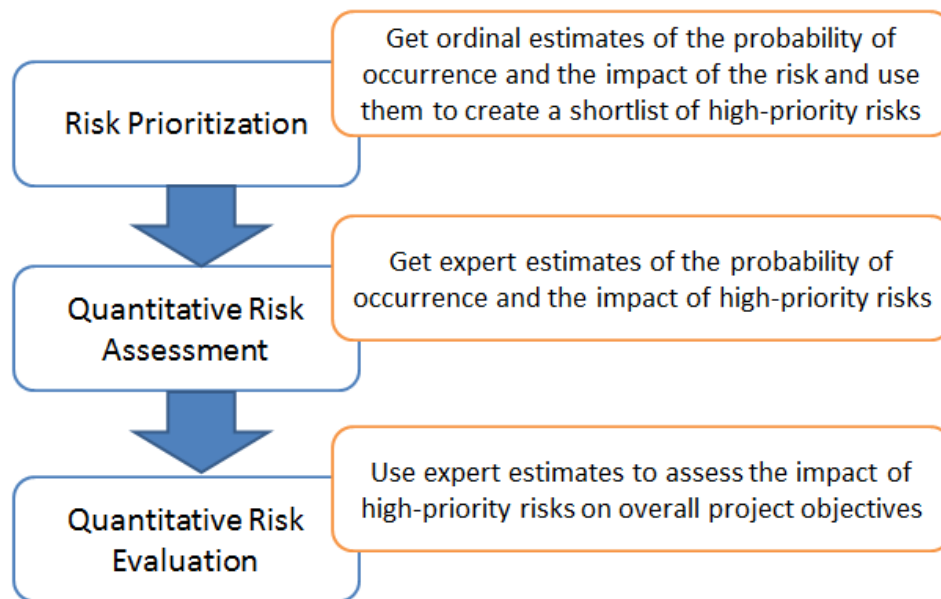 Risk Prioritization
Get ordinal estimates of the probability of
occurrence and the impact of the risk and use
them to create a shortlist of high-priority risks
Quantitative Risk
Assessment
Get expert estimates of the probability of
occurrence and the impact of high-priority risks
Quantitative Risk
Evaluation
Use expert estimates to assess the impact of
high-priority risks on overall project objectives